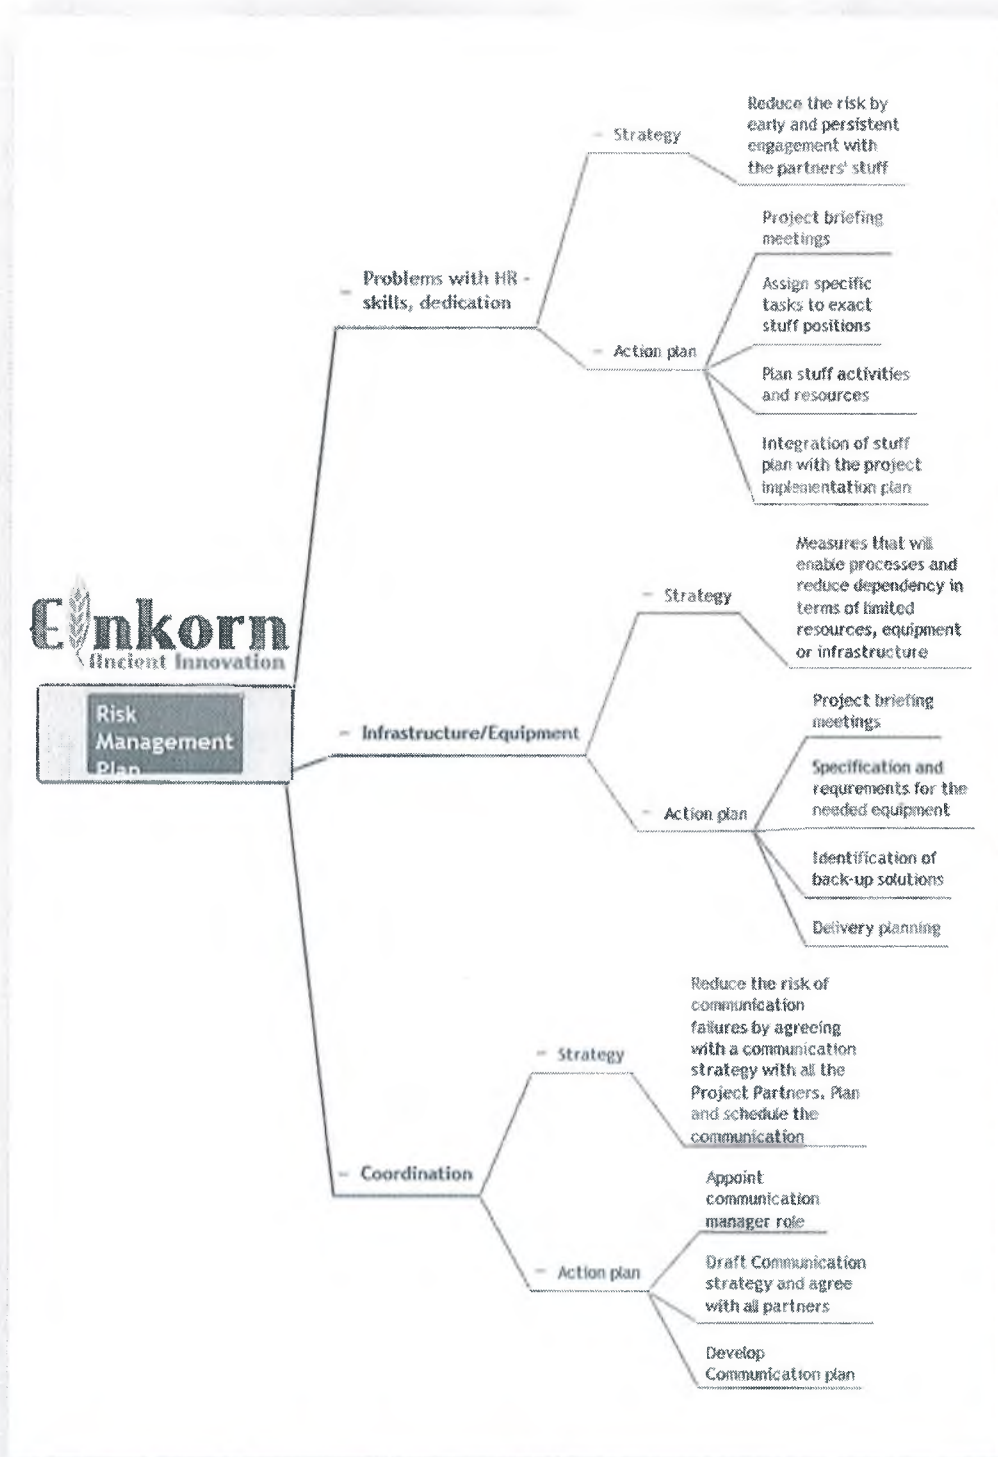 Einkorn
Ancient Innovation
Risk
Management
Plan
– Problems with HR -
skills, dedication
– Strategy
Reduce the risk by
early and persistent
engagement with
the partners' stuff
– Action plan
Project briefing
meetings
Assign specific
tasks to exact
stuff positions
Plan stuff activities
and resources
Integration of stuff
plan with the project
implementation plan
– Infrastructure/Equipment
– Strategy
Measures that will
enable processes and
reduce dependency in
terms of limited
resources, equipment
or infrastructure
– Action plan
Project briefing
meetings
Specification and
requrements for the
needed equipment
Identification of
back-up solutions
Delivery planning
– Coordination
– Strategy
Reduce the risk of
communication
failures by agreeing
with a communication
strategy with all the
Project Partners. Plan
and schedule the
communication
– Action plan
Appoint
communication
manager role
Draft Communication
strategy and agree
with all partners
Develop
Communication plan